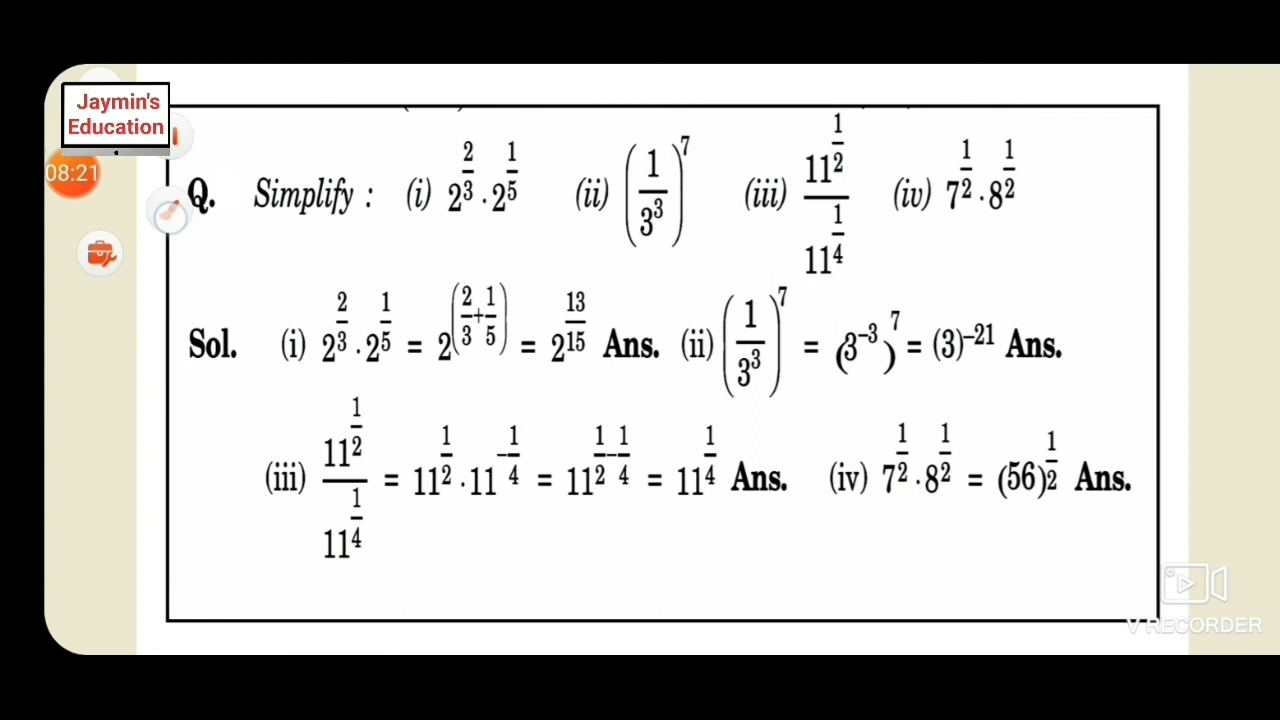 Jaymin's
Education
08:21
Q. Simplify : (i) 2^(2/3) · 2^(1/5) (ii) (1/3^3)^7 (iii) 11^(1/2) / 11^(1/4) (iv) 7^(1/2) · 8^(1/2)
Sol. (i) 2^(2/3) · 2^(1/5) = 2^(2/3 + 1/5) = 2^(13/15) Ans. (ii) (1/3^3)^7 = (3^–3)^7 = (3)^–21 Ans.
(iii) 11^(1/2) / 11^(1/4) = 11^(1/2) · 11^(–1/4) = 11^(1/2 – 1/4) = 11^(1/4) Ans. (iv) 7^(1/2) · 8^(1/2) = (56)^(1/2) Ans.
V RECORDER